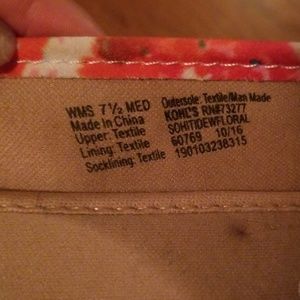 WMS 7½ MED
Made in China
Upper: Textile
Lining: Textile
Socklining: Textile
Outersole: Textile/Man Made
KOHL'S RN#73277
SOHITIDEWFLORAL
60769 10/16
190103238315